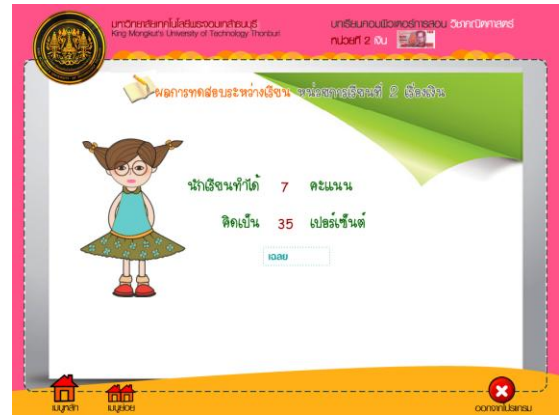 มหาวิทยาลัยเทคโนโลยีพระจอมเกล้าธนบุรี
King Mongkut's University of Technology Thonburi
บทเรียนคอมพิวเตอร์การสอน วิชาคณิตศาสตร์
หน่วยที่ 2 เงิน
ผลการทดสอบระหว่างเรียน หน่วยการเรียนที่ 2 เรื่องเงิน
นักเรียนทำได้ 7 คะแนน
คิดเป็น 35 เปอร์เซ็นต์
เฉลย
เมนูหลัก
เมนูย่อย
ออกจากโปรแกรม